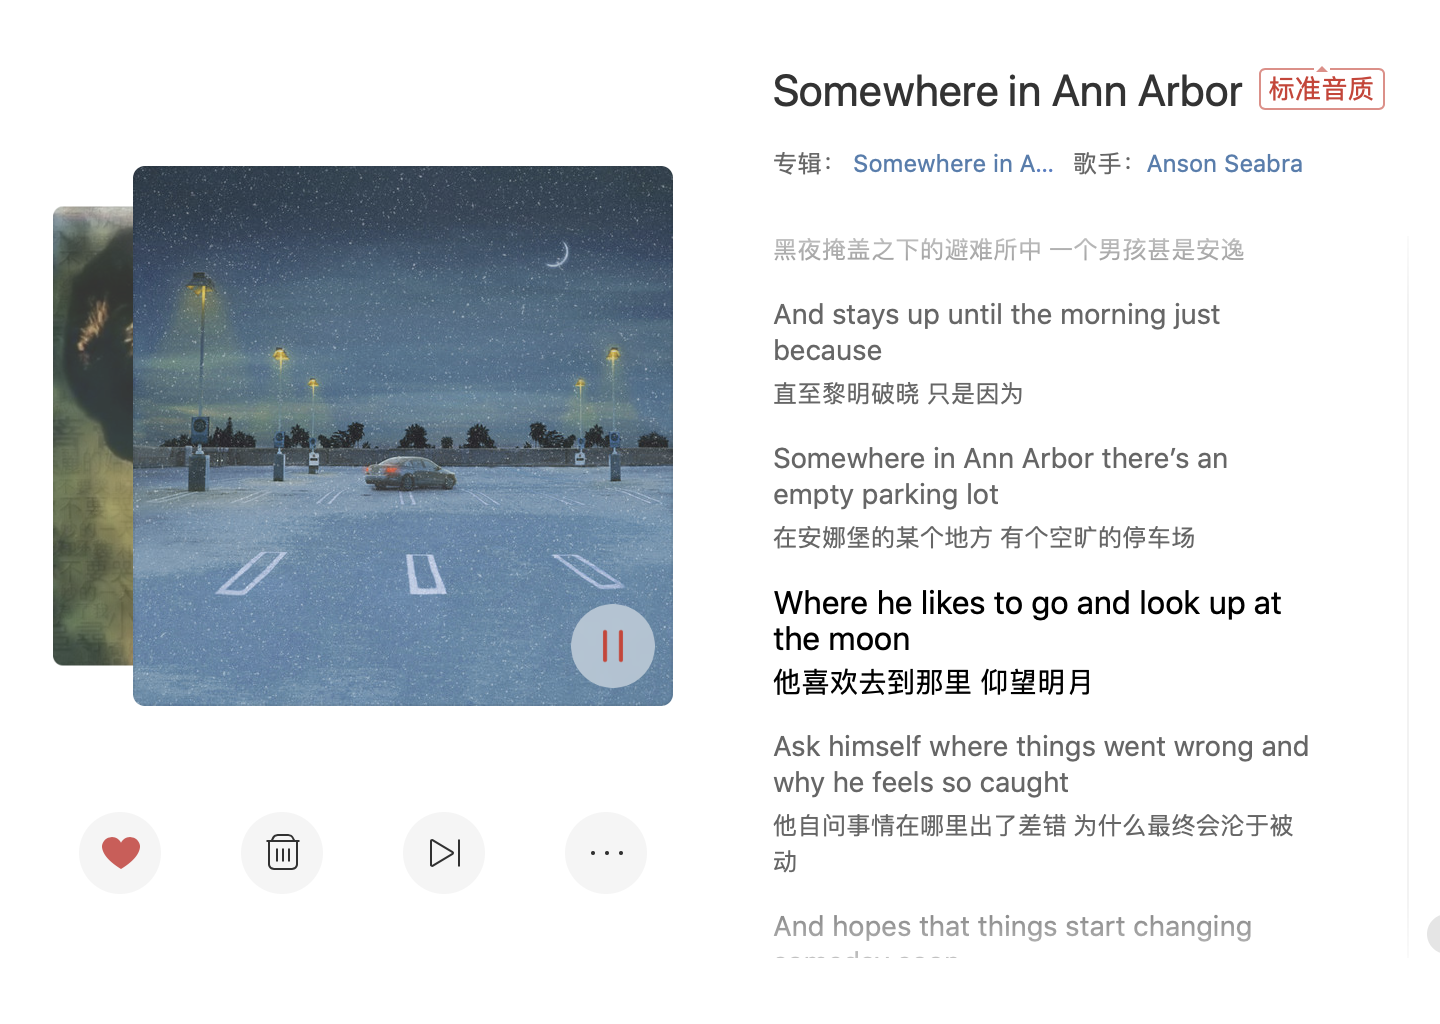 Somewhere in Ann Arbor 标准音质
专辑： Somewhere in A... 歌手： Anson Seabra
黑夜掩盖之下的避难所中 一个男孩甚是安逸
And stays up until the morning just
because
直至黎明破晓 只是因为
Somewhere in Ann Arbor there’s an
empty parking lot
在安娜堡的某个地方 有个空旷的停车场
Where he likes to go and look up at
the moon
他喜欢去到那里 仰望明月
Ask himself where things went wrong and
why he feels so caught
他自问事情在哪里出了差错 为什么最终会沦于被
动
And hopes that things start changing
someday soon